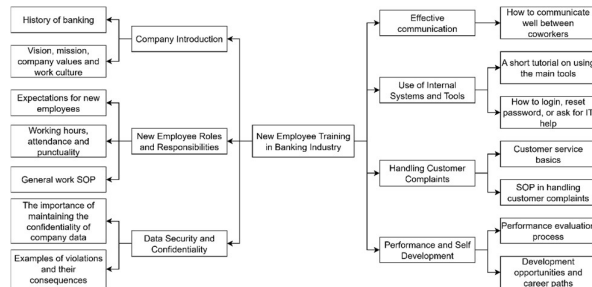 History of banking
Company Introduction
Vision, mission,
company values and
work culture
Expectations for new
employees
New Employee Roles
and Responsibilities
Working hours,
attendance and
punctuality
General work SOP
The importance of
maintaining the
confidentiality of
company data
Data Security and
Confidentiality
Examples of violations
and their
consequences
New Employee Training
in Banking Industry
Effective
communication
How to communicate
well between
coworkers
Use of Internal
Systems and Tools
A short tutorial on using
the main tools
How to login, reset
password, or ask for IT
help
Handling Customer
Complaints
Customer service
basics
SOP in handling
customer complaints
Performance and Self
Development
Performance evaluation
process
Development
opportunities and
career paths